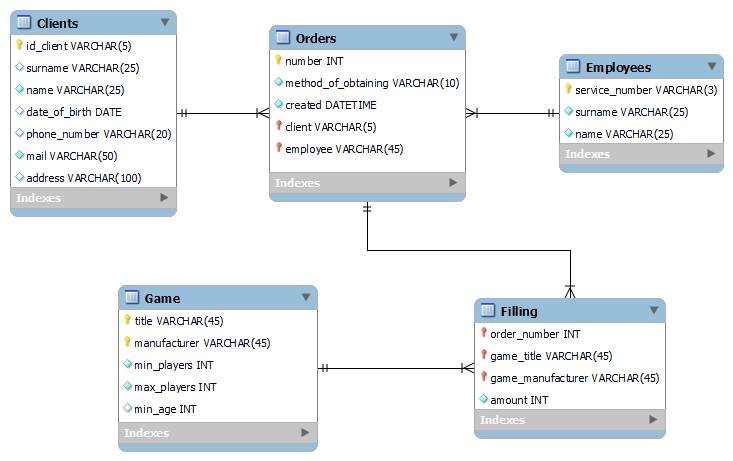 Clients
id_client VARCHAR(5)
surname VARCHAR(25)
name VARCHAR(25)
date_of_birth DATE
phone_number VARCHAR(20)
mail VARCHAR(50)
address VARCHAR(100)
Indexes
Orders
number INT
method_of_obtaining VARCHAR(10)
created DATETIME
client VARCHAR(5)
employee VARCHAR(45)
Indexes
Employees
service_number VARCHAR(3)
surname VARCHAR(25)
name VARCHAR(25)
Indexes
Game
title VARCHAR(45)
manufacturer VARCHAR(45)
min_players INT
max_players INT
min_age INT
Indexes
Filling
order_number INT
game_title VARCHAR(45)
game_manufacturer VARCHAR(45)
amount INT
Indexes